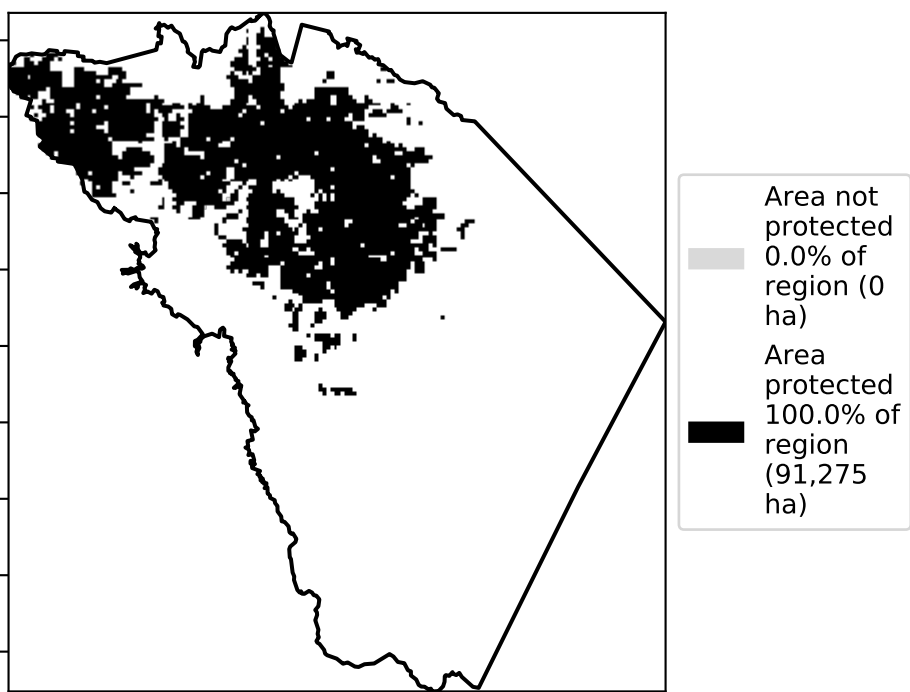 Area not
protected
0.0% of
region (0
ha)
Area
protected
100.0% of
region
(91,275
ha)